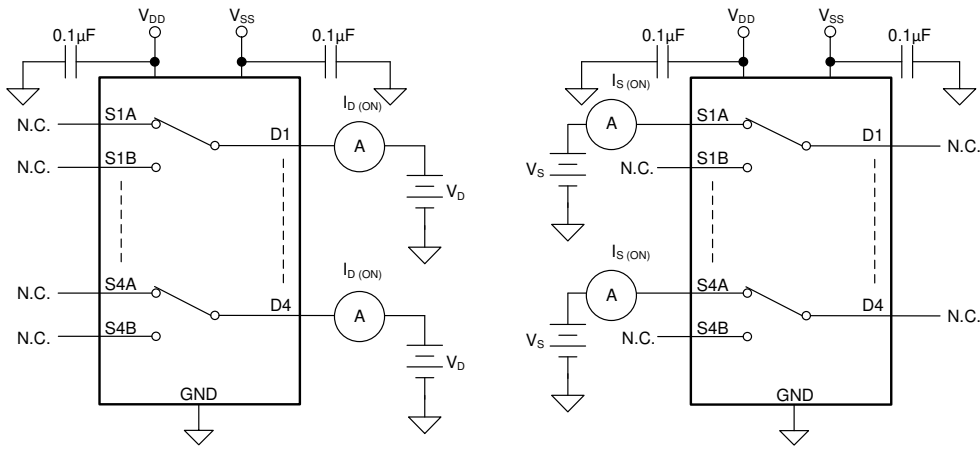 VDD VSS
0.1µF 0.1µF
ID (ON)
S1A
N.C.
D1
A
S1B
N.C.
VD
ID (ON)
S4A
N.C.
D4
A
S4B
N.C.
VD
GND
VDD VSS
0.1µF 0.1µF
IS (ON)
A
S1A
D1
N.C.
S1B
N.C.
VS
IS (ON)
A
S4A
D4
N.C.
S4B
N.C.
VS
GND